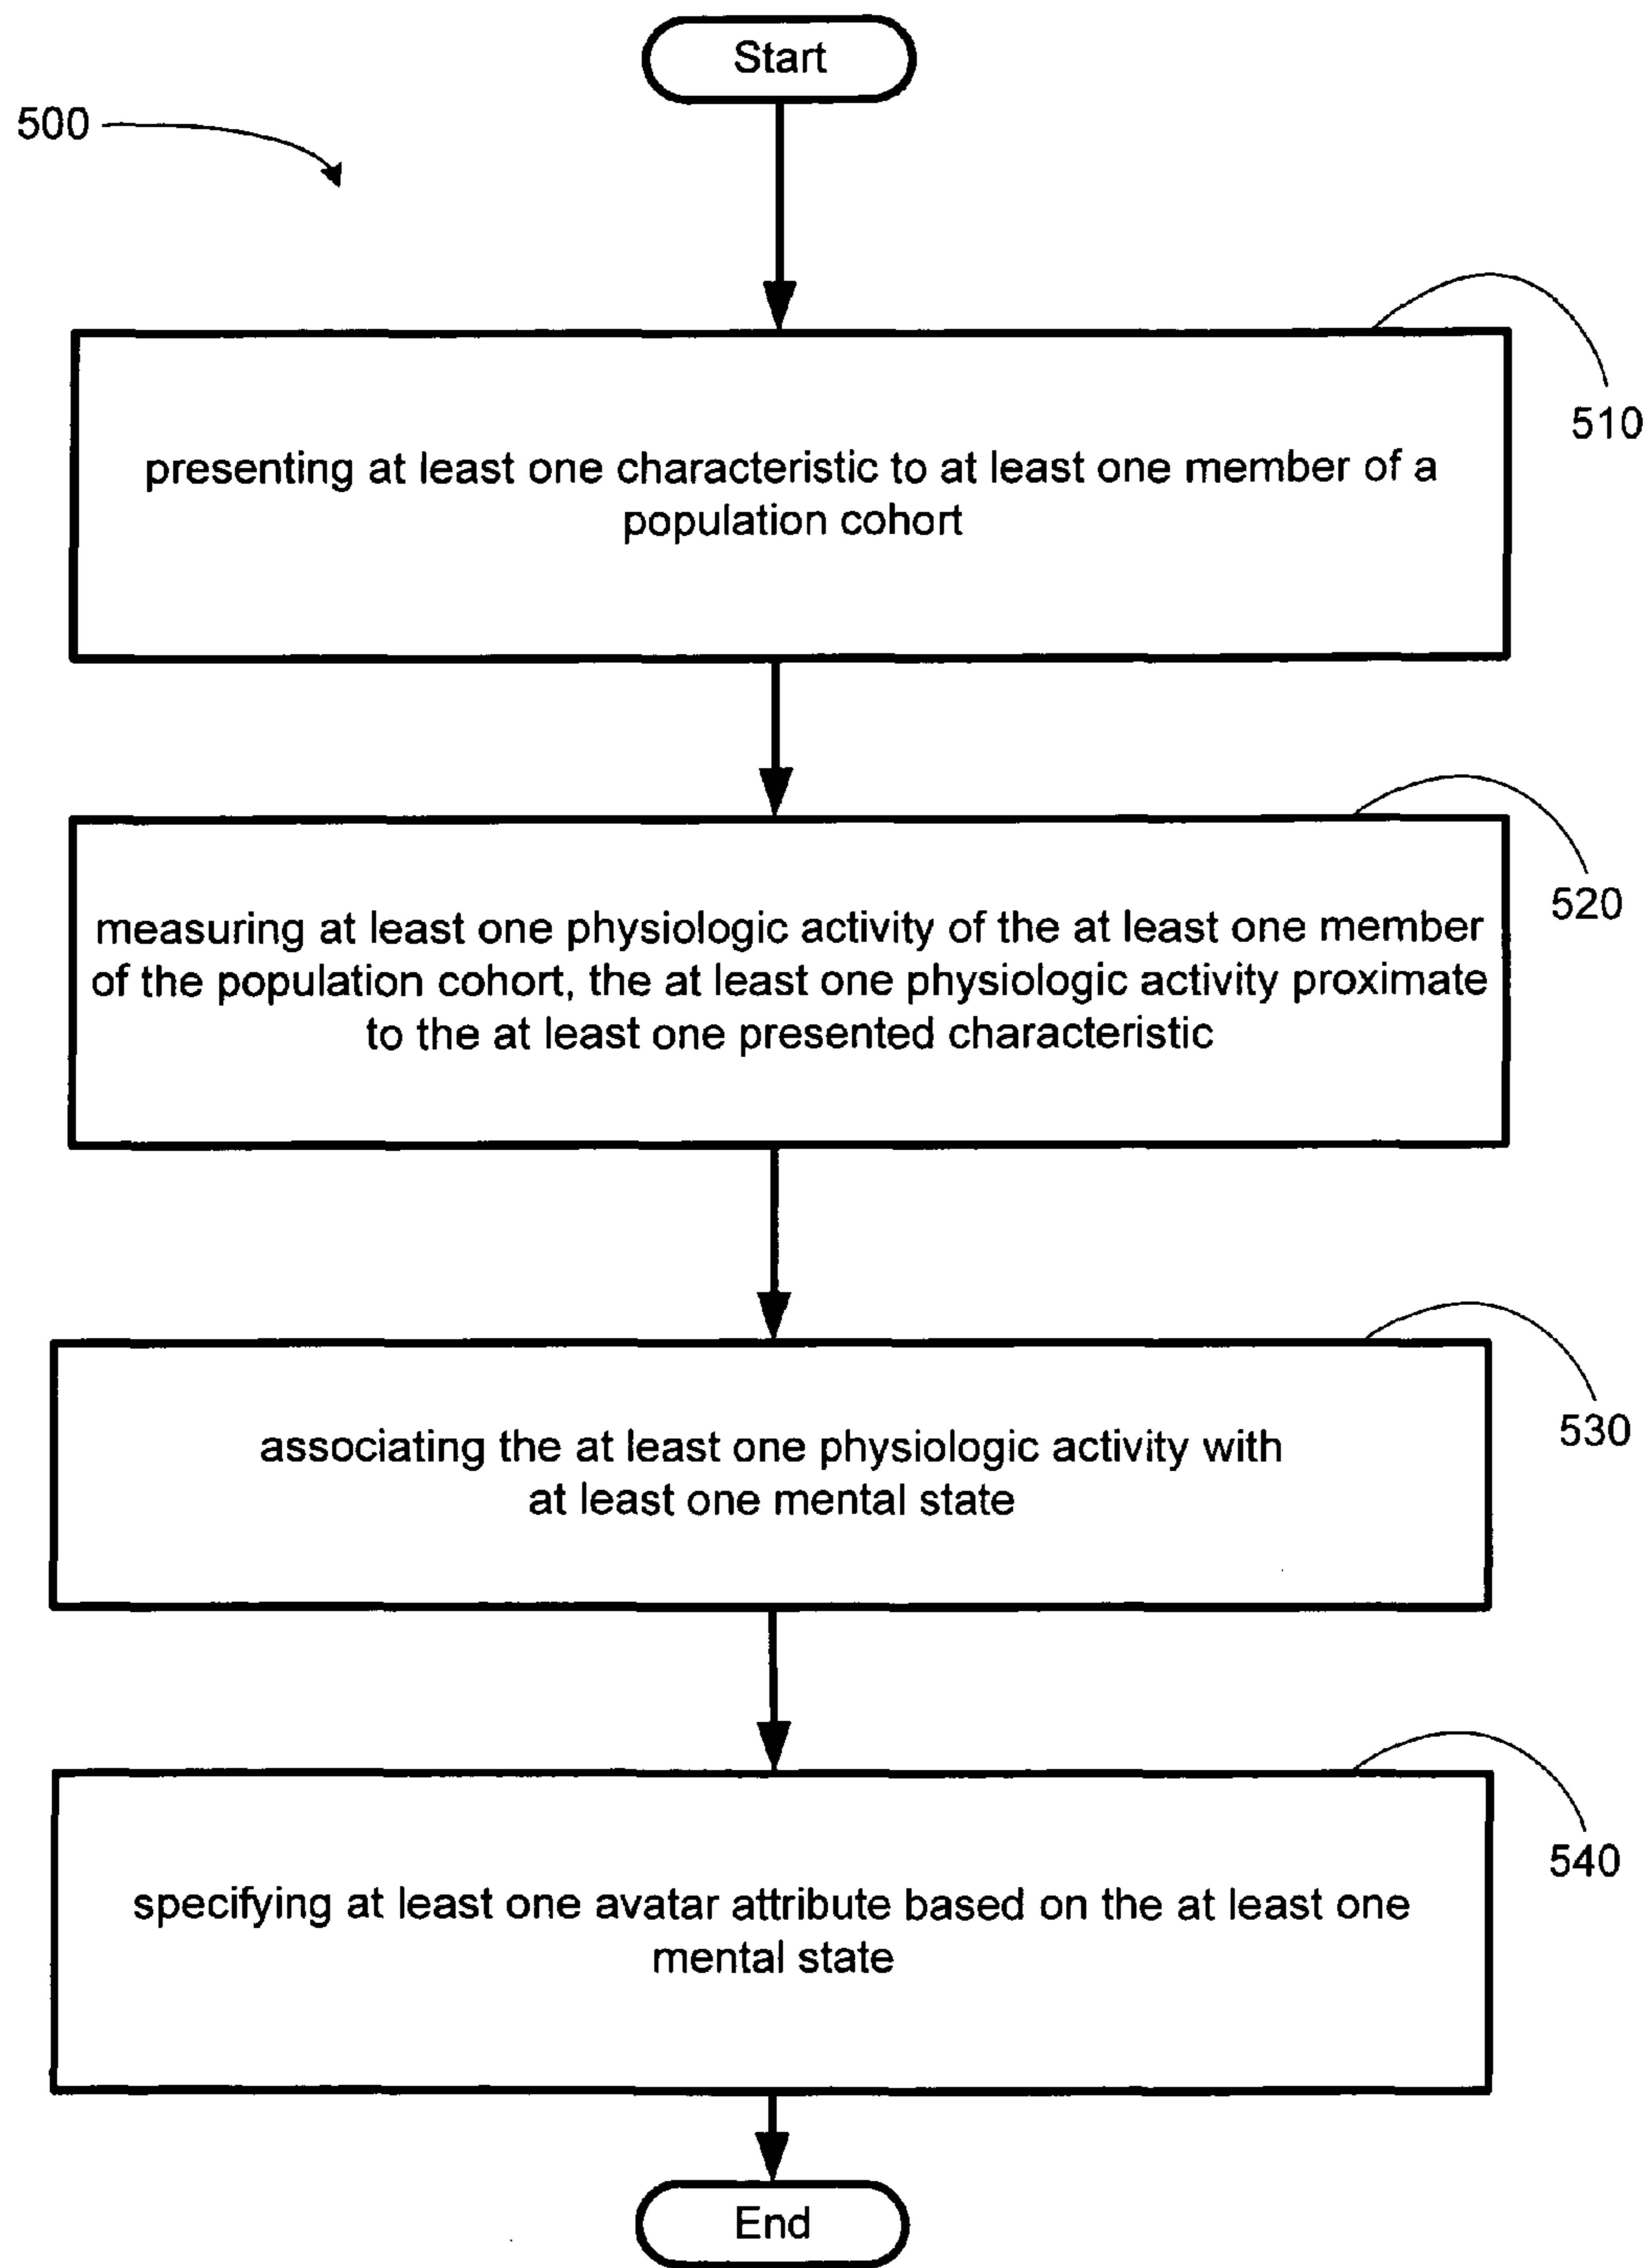 Start
500
510
presenting at least one characteristic to at least one member of a
population cohort
520
measuring at least one physiologic activity of the at least one member
of the population cohort, the at least one physiologic activity proximate
to the at least one presented characteristic
530
associating the at least one physiologic activity with
at least one mental state
540
specifying at least one avatar attribute based on the at least one
mental state
End